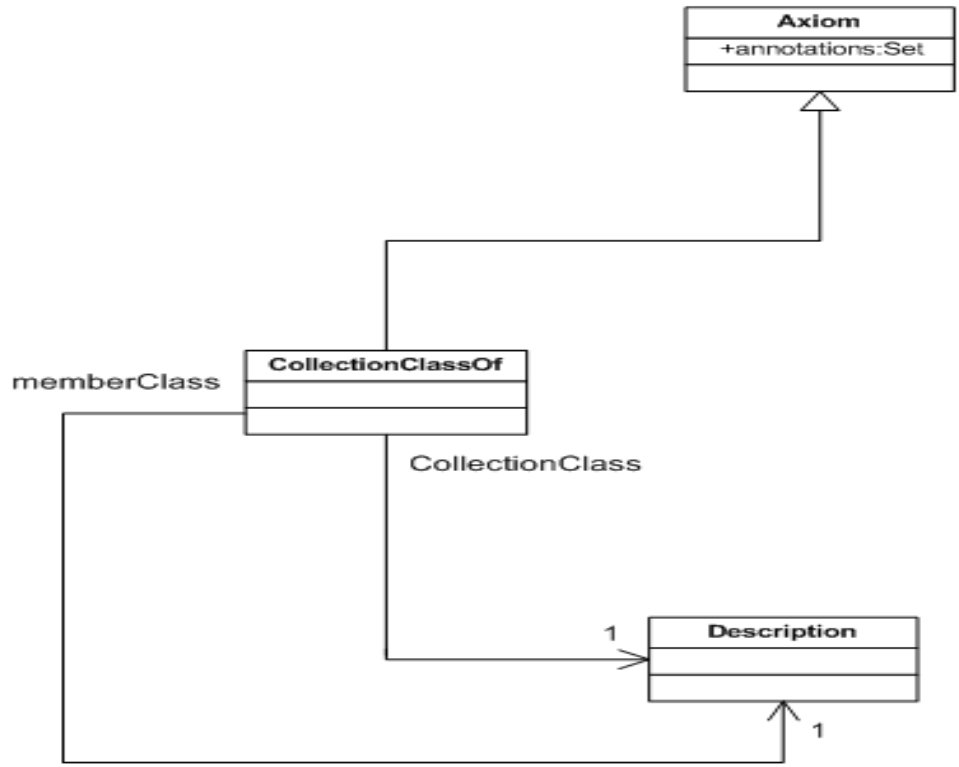 Axiom
+annotations:Set
CollectionClassOf
memberClass
CollectionClass
1
Description
1